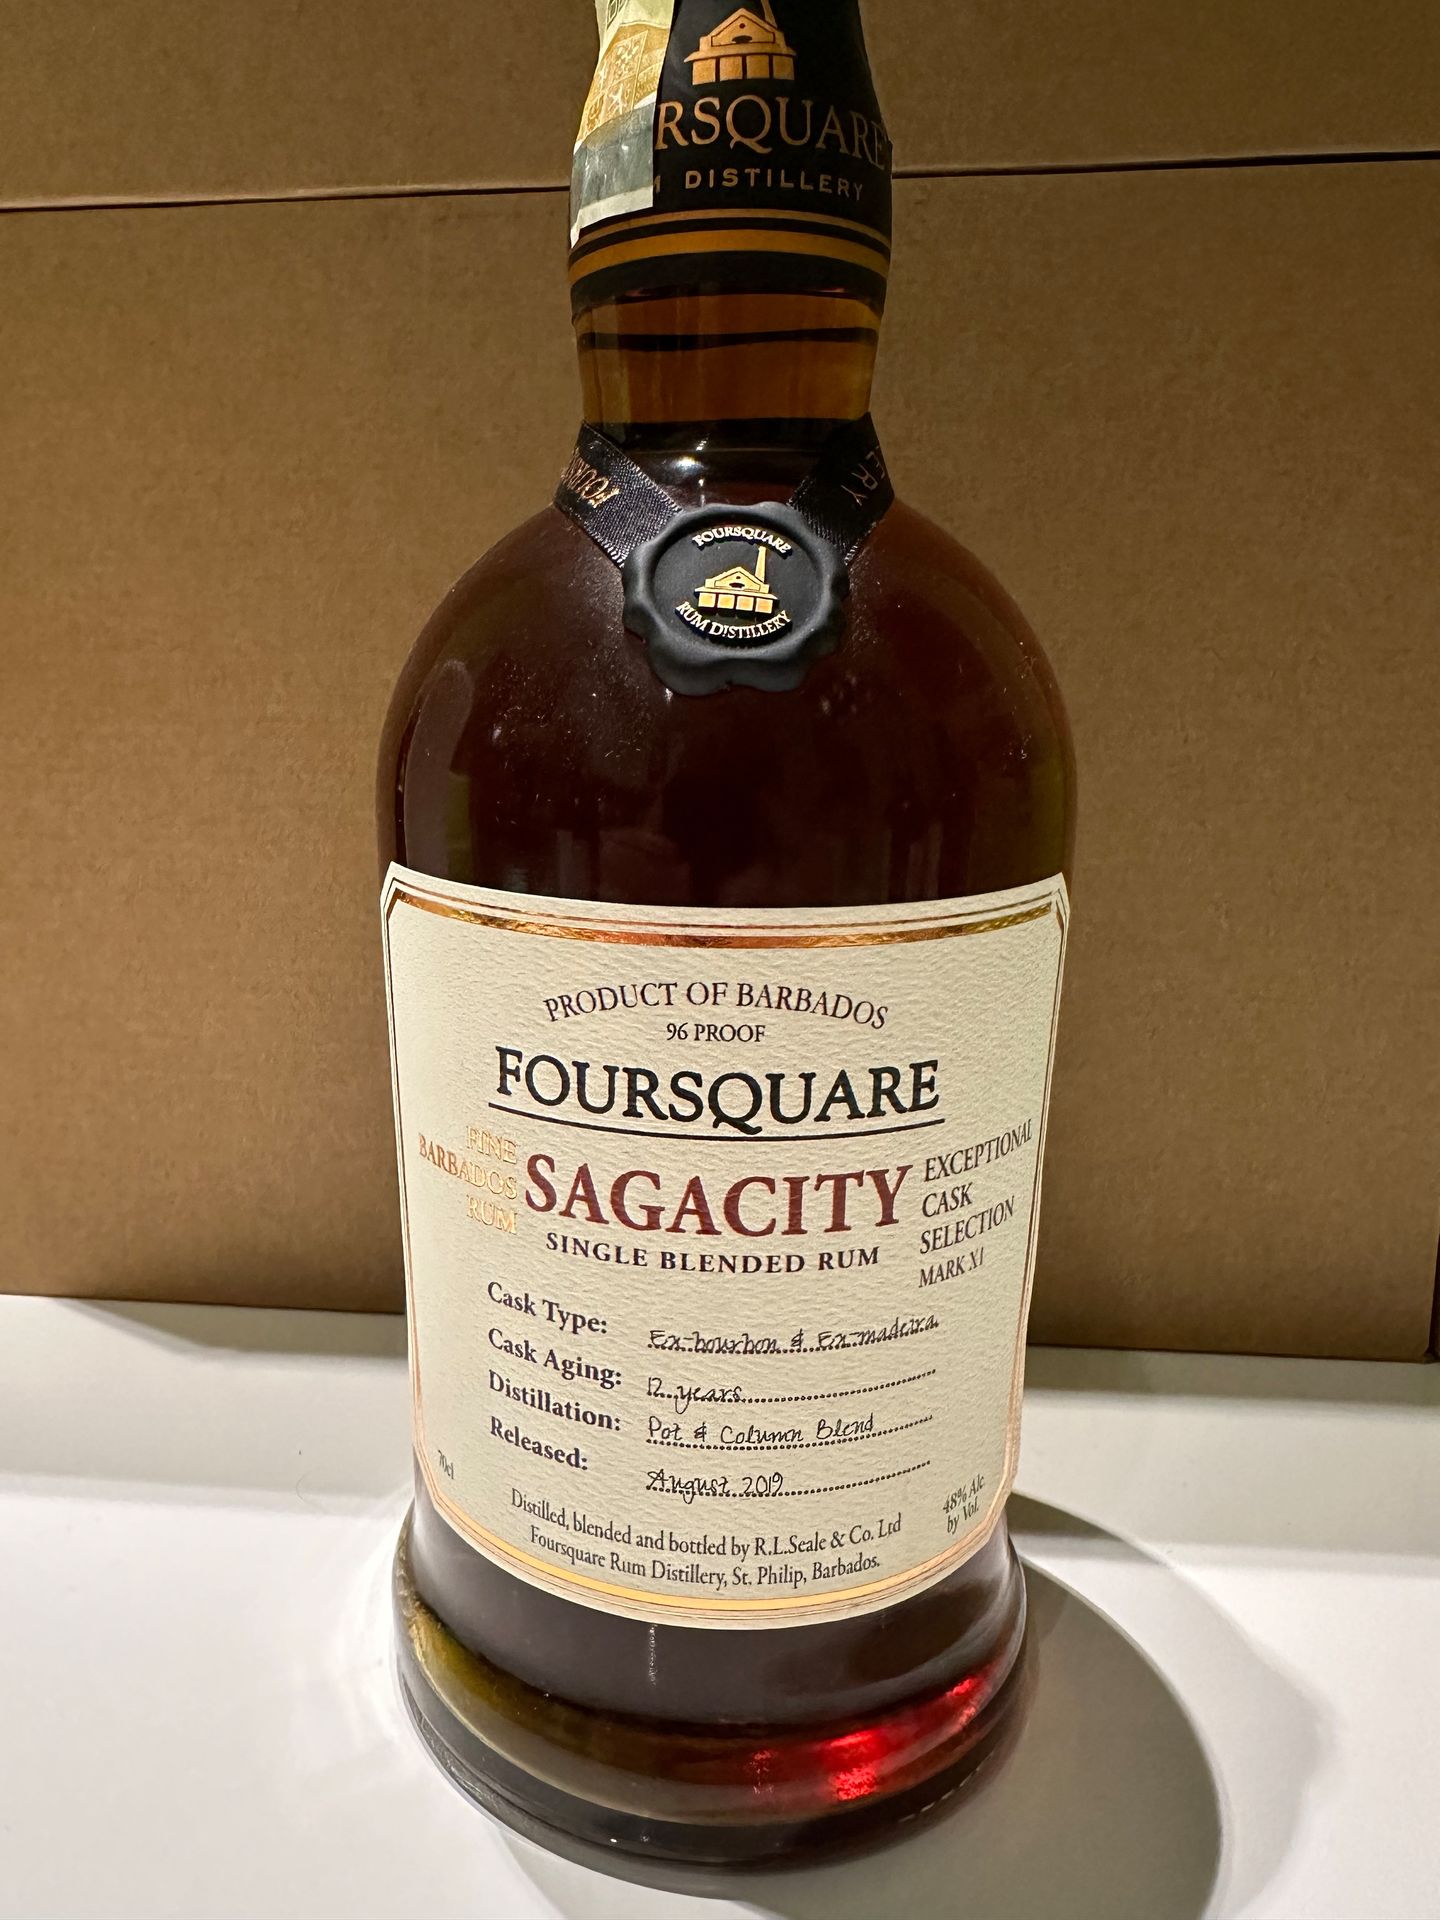 RSQUARE
DISTILLERY
FOURS
ERY
FOURSQUARE
RUM DISTILLERY
PRODUCT OF BARBADOS
96 PROOF
FOURSQUARE
FINE
BARBADOS
RUM
SAGACITY
SINGLE BLENDED RUM
EXCEPTIONAL
CASK
SELECTION
MARK XI
Cask Type: Ex-bourbon & Ex-madeira
Cask Aging: 12 years
Distillation: Pot & Column Blend
Released: August 2019
70cl
48% Alc
by Vol.
Distilled, blended and bottled by R.L.Seale & Co. Ltd
Foursquare Rum Distillery, St. Philip, Barbados.